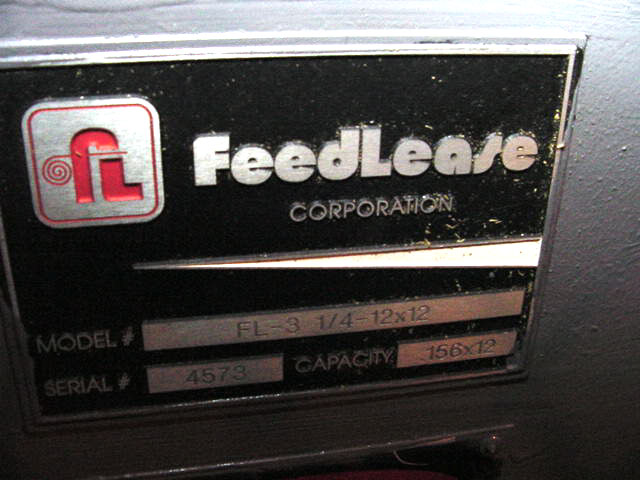 fL
FeedLease
CORPORATION
MODEL # FL-3 1/4-12x12
SERIAL # 4573 CAPACITY 156x12